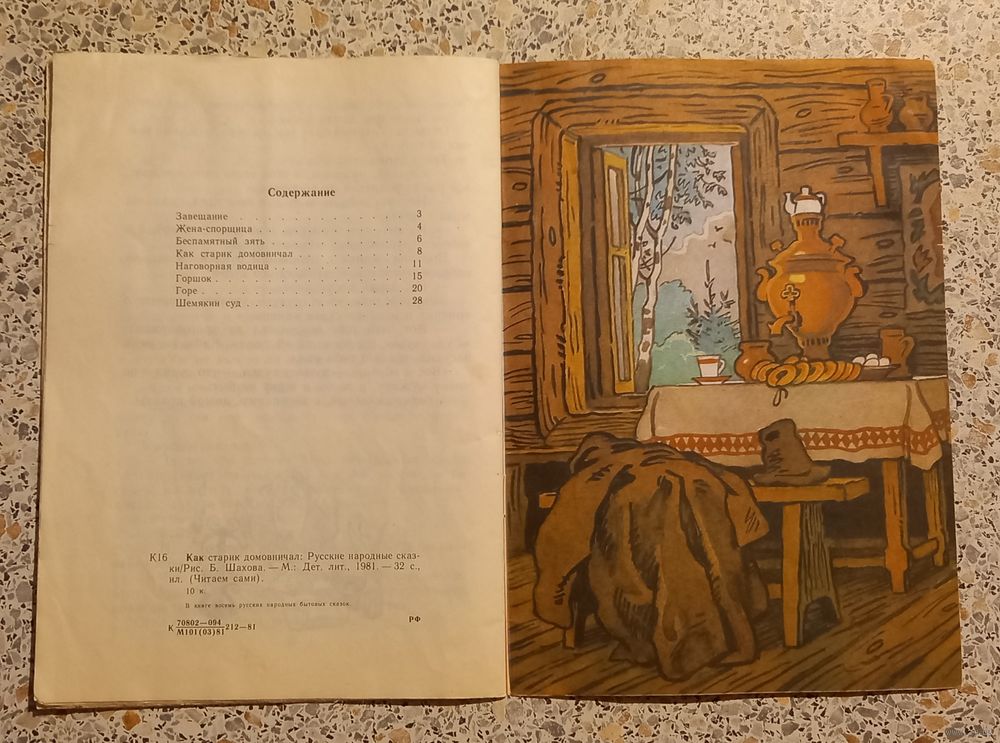 Содержание
Завещание . . . . . . . . . . . . . . . 3
Жена-спорщица . . . . . . . . . . . . . 4
Беспамятный зять . . . . . . . . . . . . 6
Как старик домовничал . . . . . . . . . . 8
Наговорная водица . . . . . . . . . . . . 11
Горшок . . . . . . . . . . . . . . . . 15
Горе . . . . . . . . . . . . . . . . . 20
Шемякин суд . . . . . . . . . . . . . . 28
К16 Как старик домовничал: Русские народные сказ-
ки/Рис. Б. Шахова. — М.: Дет. лит., 1981. — 32 с.,
ил. (Читаем сами).
10 к.
В книге восемь русских народных бытовых сказок.
К 70802—094 212—81
М101(03)81
РФ